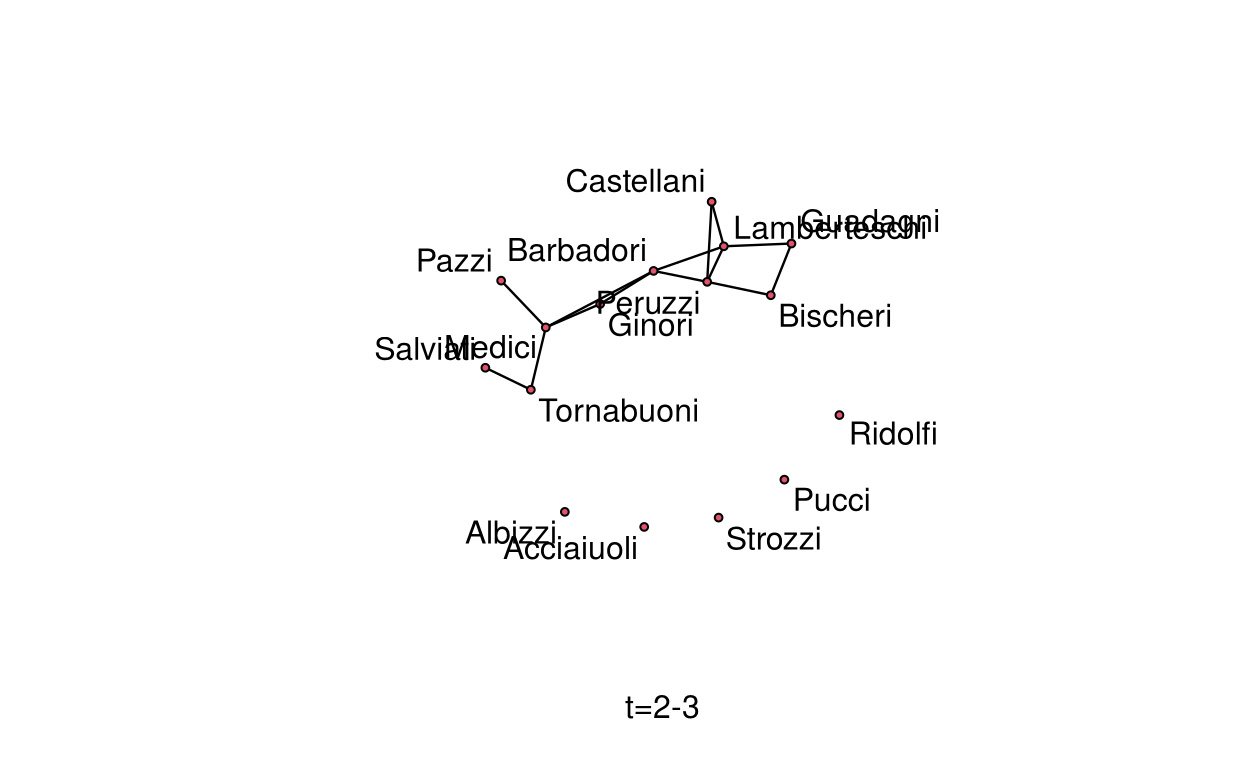 Castellani
Guadagni
Lamberteschi
Barbadori
Pazzi
Peruzzi
Bischeri
Ginori
Medici
Salviati
Tornabuoni
Ridolfi
Pucci
Albizzi
Strozzi
Acciaiuoli
t=2-3